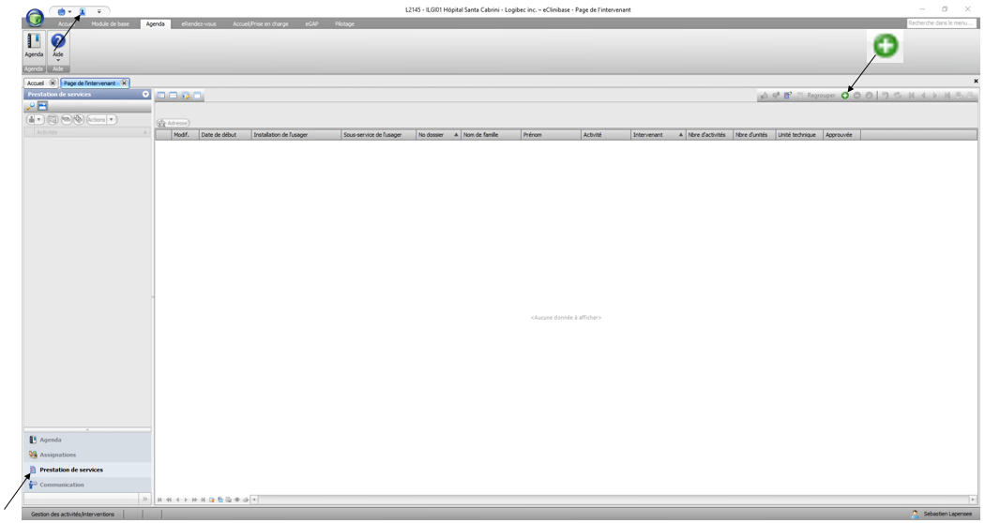 L2145 - ILGI01 Hôpital Santa Cabrini - Logibec inc. – eClinibase - Page de l'intervenant
Accueil Module de base Agenda eRendez-vous Accueil/Prise en charge eGAP Pilotage Recherche dans le menu...
Agenda Aide
Agenda Aide
Accueil Page de l'intervenant
Prestation de services
Regrouper
Actions
Adresse
Activités
Modif. Date de début Installation de l'usager Sous-service de l'usager No dossier Nom de famille Prénom Activité Intervenant Nbre d'activités Nbre d'unités Unité technique Approuvée
<Aucune donnée à afficher>
Agenda
Assignations
Prestation de services
Communication
Gestion des activités/interventions Sebastien Lapensee